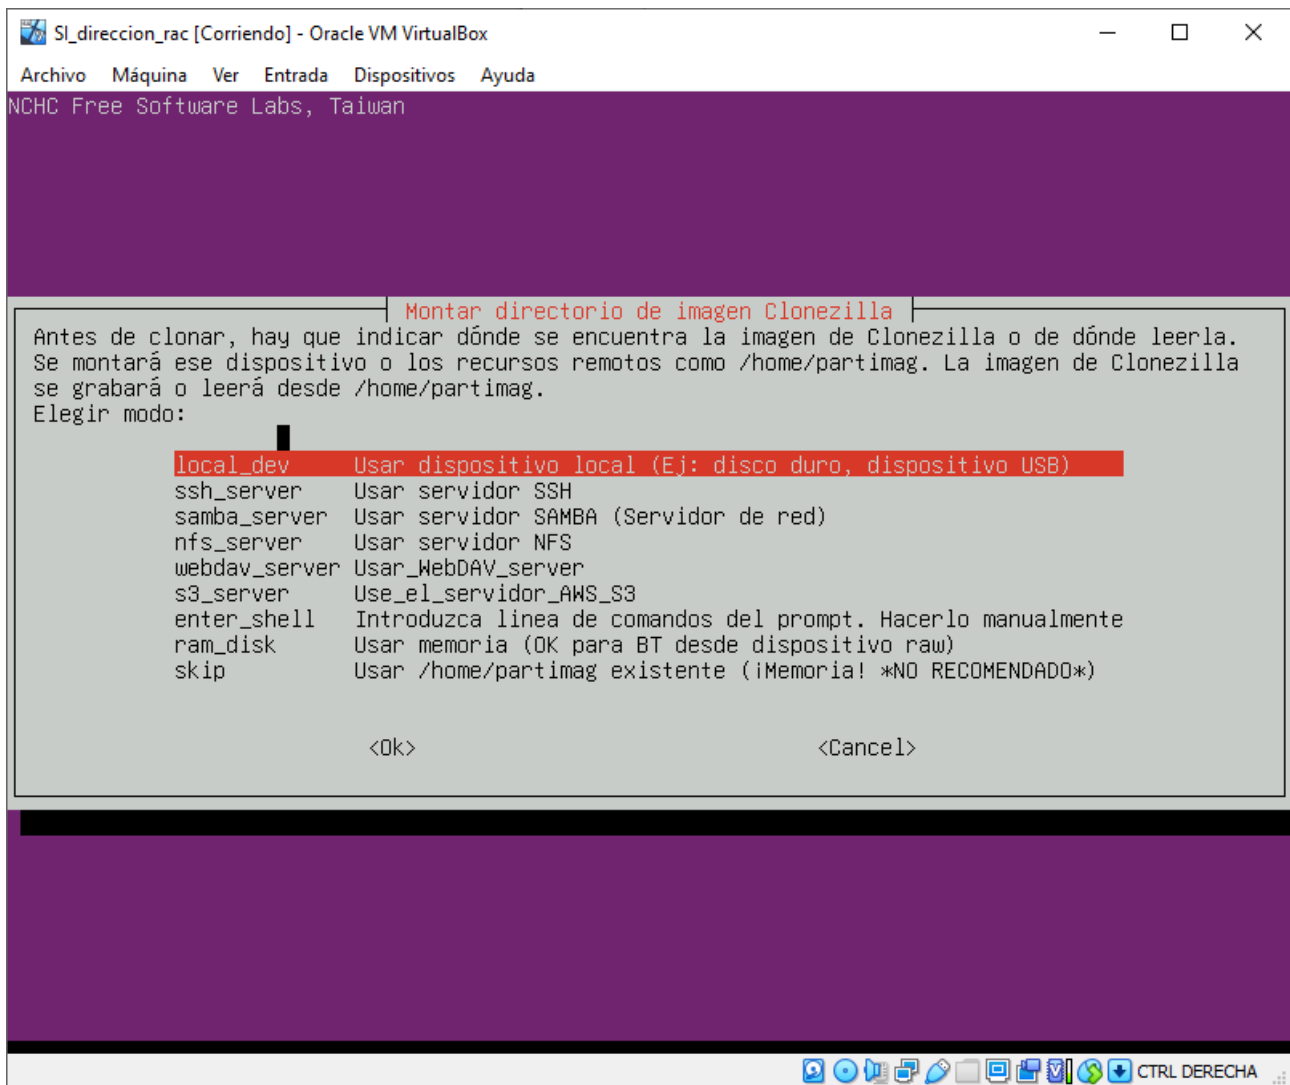 SI_direccion_rac [Corriendo] - Oracle VM VirtualBox
Archivo Máquina Ver Entrada Dispositivos Ayuda
NCHC Free Software Labs, Taiwan
Montar directorio de imagen Clonezilla
Antes de clonar, hay que indicar dónde se encuentra la imagen de Clonezilla o de dónde leerla.
Se montará ese dispositivo o los recursos remotos como /home/partimag. La imagen de Clonezilla
se grabará o leerá desde /home/partimag.
Elegir modo:
local_dev Usar dispositivo local (Ej: disco duro, dispositivo USB)
ssh_server Usar servidor SSH
samba_server Usar servidor SAMBA (Servidor de red)
nfs_server Usar servidor NFS
webdav_server Usar_WebDAV_server
s3_server Use_el_servidor_AWS_S3
enter_shell Introduzca linea de comandos del prompt. Hacerlo manualmente
ram_disk Usar memoria (OK para BT desde dispositivo raw)
skip Usar /home/partimag existente (¡Memoria! *NO RECOMENDADO*)
<Ok> <Cancel>
CTRL DERECHA